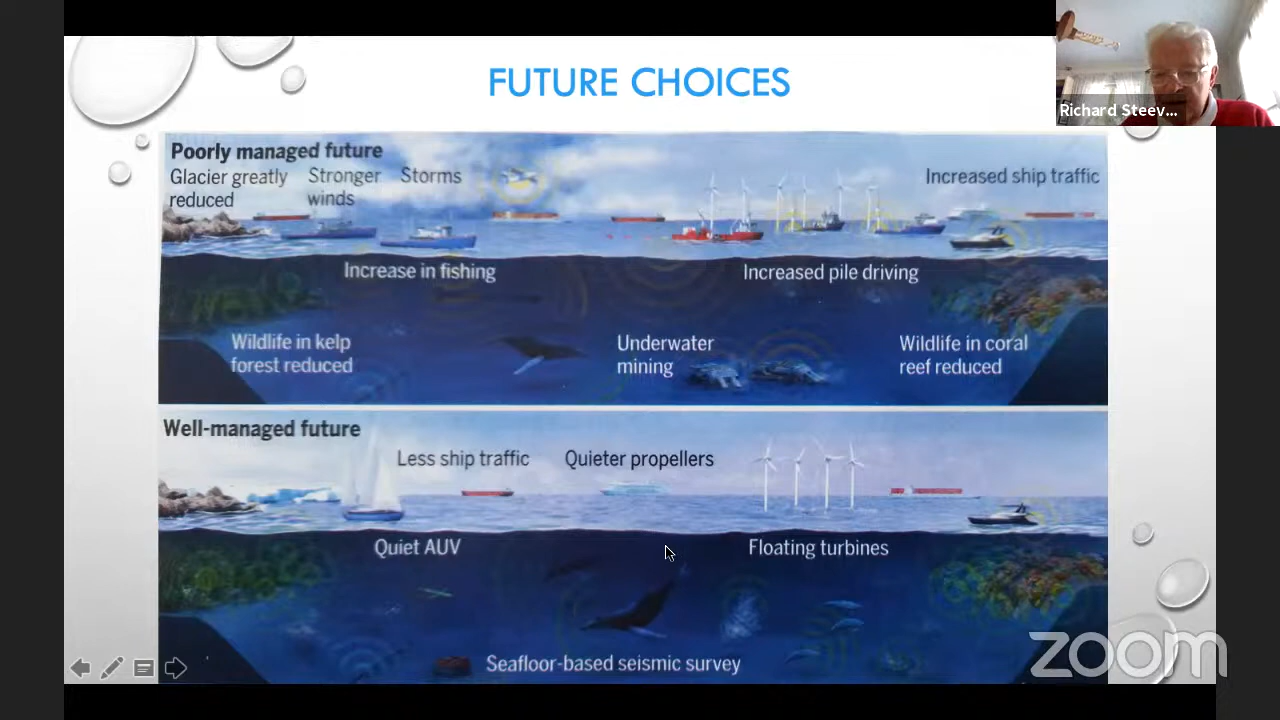 FUTURE CHOICES
Richard Steev...
Poorly managed future
Glacier greatly
reduced
Stronger
winds
Storms
Increased ship traffic
Increase in fishing
Increased pile driving
Wildlife in kelp
forest reduced
Underwater
mining
Wildlife in coral
reef reduced
Well-managed future
Less ship traffic
Quieter propellers
Quiet AUV
Floating turbines
Seafloor-based seismic survey
zoom